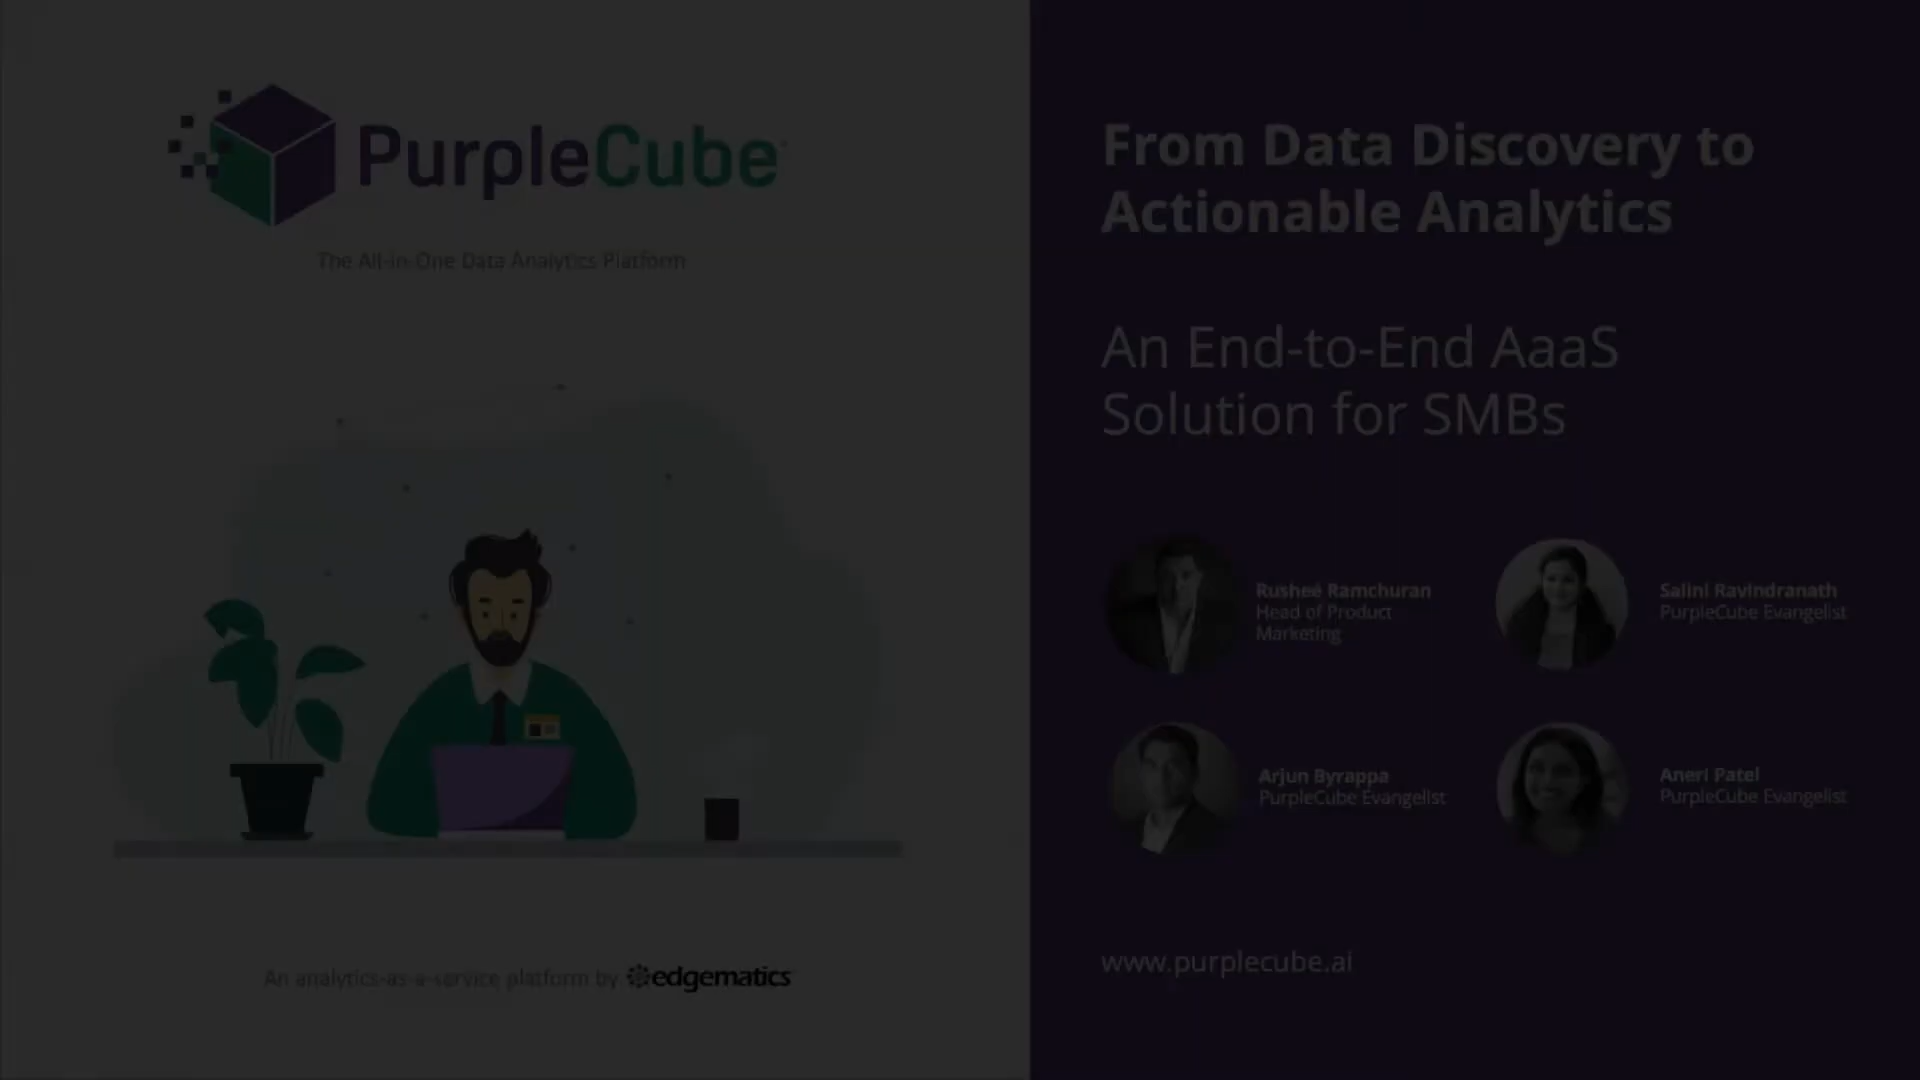 PurpleCube
The All-in-One Data Analytics Platform
An analytics-as-a-service platform by edgematics
From Data Discovery to
Actionable Analytics
An End-to-End AaaS
Solution for SMBs
Rusheé Ramchuran
Head of Product
Marketing
Salini Ravindranath
PurpleCube Evangelist
Arjun Byrappa
PurpleCube Evangelist
Aneri Patel
PurpleCube Evangelist
www.purplecube.ai